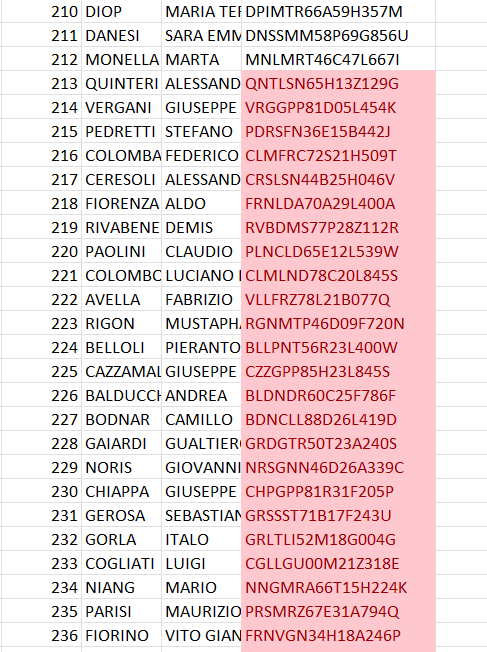 210 DIOP MARIA TER DPIMTR66A59H357M
211 DANESI SARA EMM DNSSMM58P69G856U
212 MONELLA MARTA MNLMRT46C47L667I
213 QUINTERI ALESSAND QNTLSN65H13Z129G
214 VERGANI GIUSEPPE VRGGPP81D05L454K
215 PEDRETTI STEFANO PDRSFN36E15B442J
216 COLOMBA FEDERICO CLMFRC72S21H509T
217 CERESOLI ALESSAND CRSLSN44B25H046V
218 FIORENZA ALDO FRNLDA70A29L400A
219 RIVABENE DEMIS RVBDMS77P28Z112R
220 PAOLINI CLAUDIO PLNCLD65E12L539W
221 COLOMBO LUCIANO CLMLND78C20L845S
222 AVELLA FABRIZIO VLLFRZ78L21B077Q
223 RIGON MUSTAPHA RGNMTP46D09F720N
224 BELLOLI PIERANTO BLLPNT56R23L400W
225 CAZZAMAL GIUSEPPE CZZGPP85H23L845S
226 BALDUCCH ANDREA BLDNDR60C25F786F
227 BODNAR CAMILLO BDNCLL88D26L419D
228 GAIARDI GUALTIER GRDGTR50T23A240S
229 NORIS GIOVANNI NRSGNN46D26A339C
230 CHIAPPA GIUSEPPE CHPGPP81R31F205P
231 GEROSA SEBASTIAN GRSSST71B17F243U
232 GORLA ITALO GRLTLI52M18G004G
233 COGLIATI LUIGI CGLLGU00M21Z318E
234 NIANG MARIO NNGMRA66T15H224K
235 PARISI MAURIZIO PRSMRZ67E31A794Q
236 FIORINO VITO GIAN FRNVGN34H18A246P